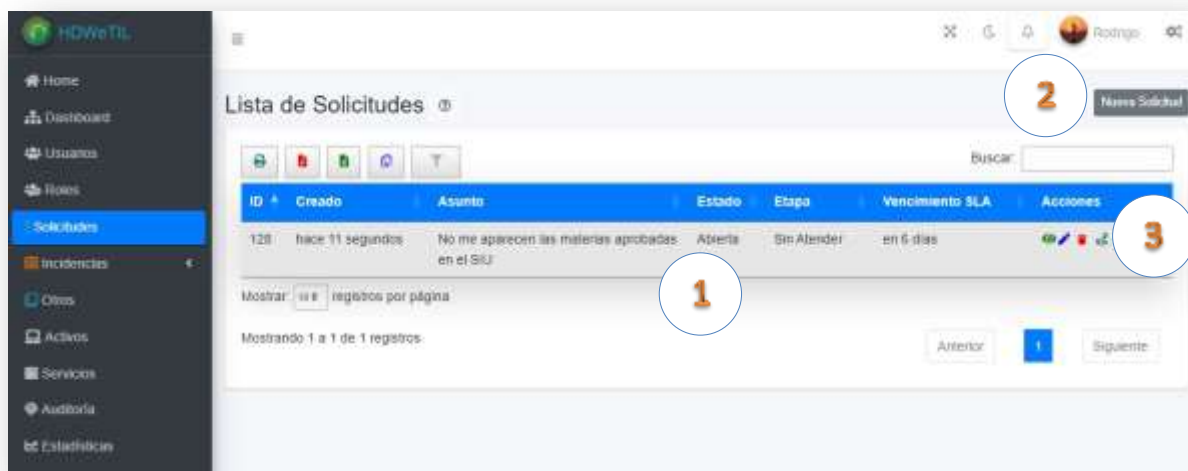 HDWeTIL
Rodrigo
Home
Dashboard
Usuarios
Roles
Solicitudes
Incidencias
Otros
Activos
Servicios
Auditoría
Estadísticas
Lista de Solicitudes
2
Nueva Solicitud
Buscar:
ID Creado Asunto Estado Etapa Vencimiento SLA Acciones
128 hace 11 segundos No me aparecen las materias aprobadas en el SIU Abierta Sin Atender en 6 días
3
1
Mostrar registros por página
Mostrando 1 a 1 de 1 registros
Anterior 1 Siguiente